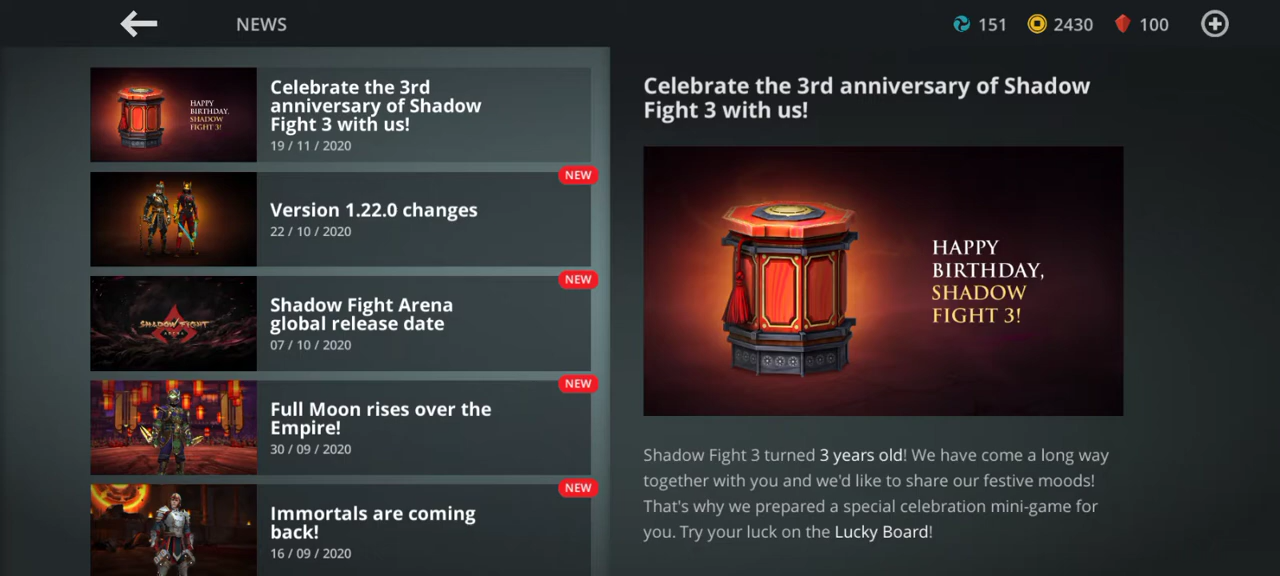 NEWS
151
2430
100
HAPPY
BIRTHDAY,
SHADOW
FIGHT 3!
Celebrate the 3rd
anniversary of Shadow
Fight 3 with us!
19 / 11 / 2020
NEW
Version 1.22.0 changes
22 / 10 / 2020
NEW
SHADOW FIGHT
ARENA
Shadow Fight Arena
global release date
07 / 10 / 2020
NEW
Full Moon rises over the
Empire!
30 / 09 / 2020
NEW
Immortals are coming
back!
16 / 09 / 2020
Celebrate the 3rd anniversary of Shadow
Fight 3 with us!
HAPPY
BIRTHDAY,
SHADOW
FIGHT 3!
Shadow Fight 3 turned 3 years old! We have come a long way
together with you and we'd like to share our festive moods!
That's why we prepared a special celebration mini-game for
you. Try your luck on the Lucky Board!